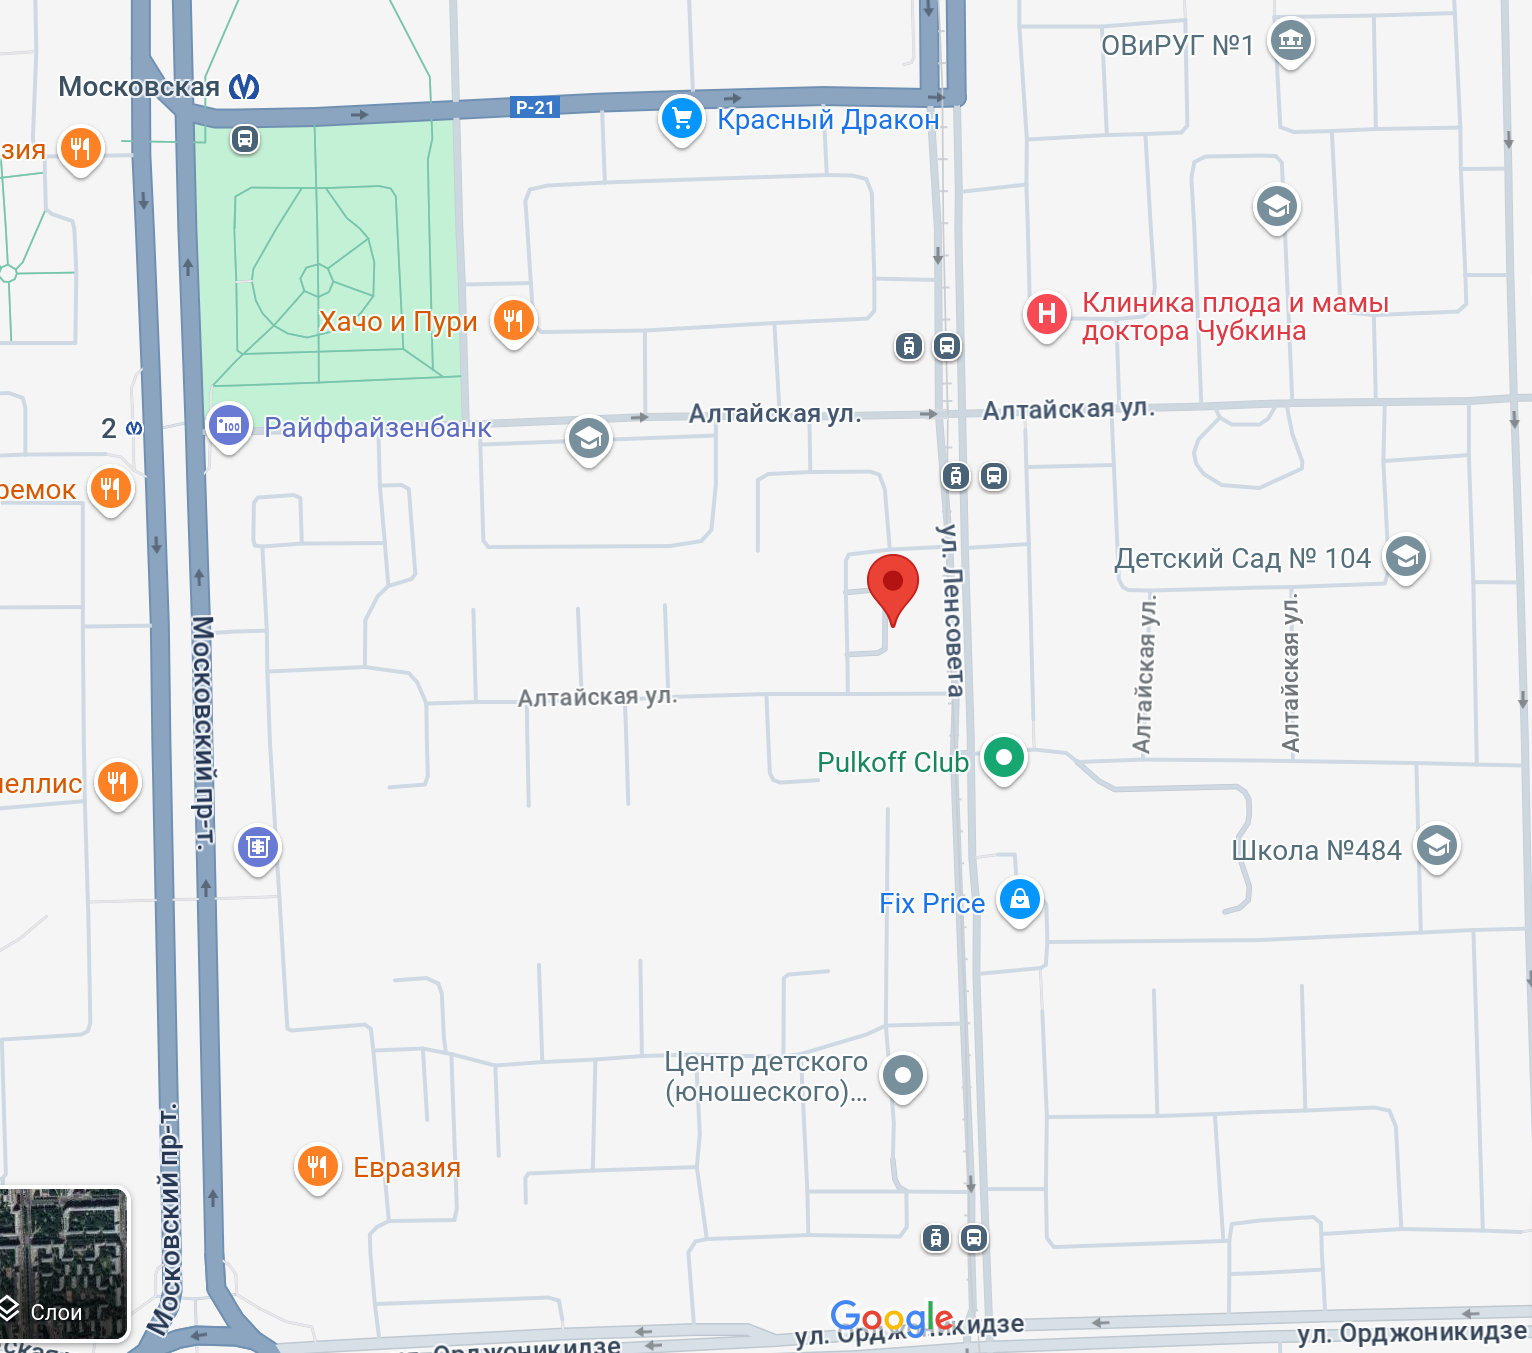 ОВиРУГ №1
Московская
P-21
Красный Дракон
зия
Клиника плода и мамы
доктора Чубкина
Хачо и Пури
Алтайская ул.
Алтайская ул.
2
100
Райффайзенбанк
ремок
ул. Ленсовета
Детский Сад № 104
Алтайская ул.
Алтайская ул.
Московский пр-т.
Алтайская ул.
Pulkoff Club
еллис
Школа №484
Fix Price
Центр детского
(юношеского)...
Московский пр-т.
Евразия
Слои
Google
ул. Орджоникидзе
ул. Орджоникидзе
Орджоникидзе